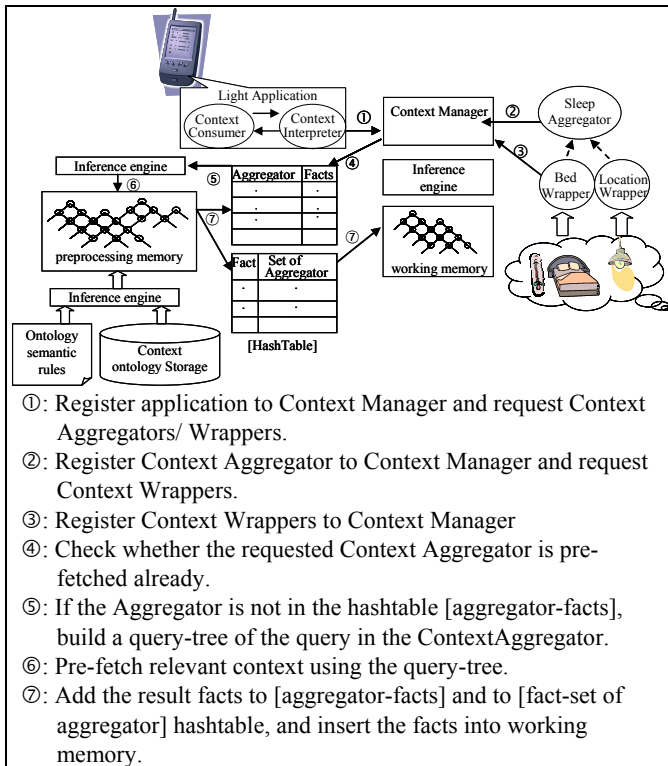 Light Application
Context Consumer
Context Interpreter
①
Context Manager
②
Sleep Aggregator
③
Bed Wrapper
Location Wrapper
④
Inference engine
⑤
⑥
Aggregator Facts
Inference engine
preprocessing memory
⑦
⑦
Fact Set of Aggregator
working memory
Inference engine
[HashTable]
Ontology semantic rules
Context ontology Storage
①: Register application to Context Manager and request Context
Aggregators/ Wrappers.
②: Register Context Aggregator to Context Manager and request
Context Wrappers.
③: Register Context Wrappers to Context Manager
④: Check whether the requested Context Aggregator is pre-
fetched already.
⑤: If the Aggregator is not in the hashtable [aggregator-facts],
build a query-tree of the query in the ContextAggregator.
⑥: Pre-fetch relevant context using the query-tree.
⑦: Add the result facts to [aggregator-facts] and to [fact-set of
aggregator] hashtable, and insert the facts into working
memory.